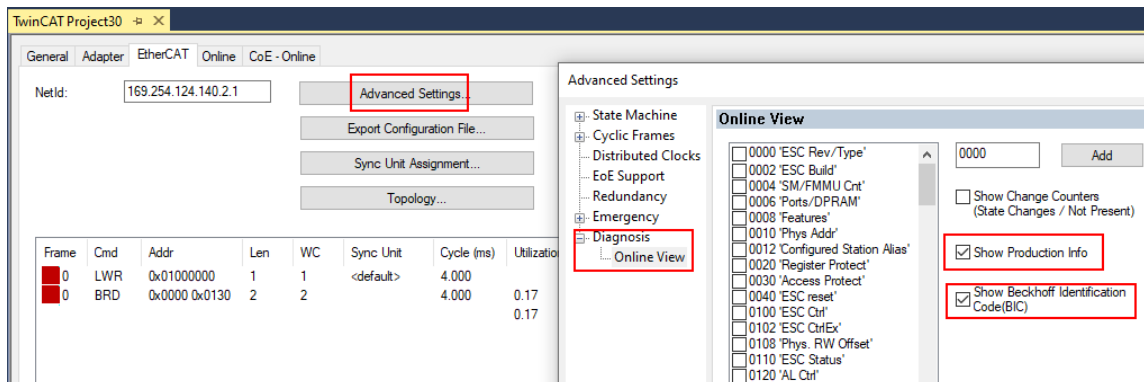 TwinCAT Project30
General Adapter EtherCAT Online CoE - Online
NetId: 169.254.124.140.2.1
Advanced Settings...
Export Configuration File...
Sync Unit Assignment...
Topology...
Frame Cmd Addr Len WC Sync Unit Cycle (ms) Utilizatio
0 LWR 0x01000000 1 1 <default> 4.000
0 BRD 0x0000 0x0130 2 2 4.000 0.17
0.17
Advanced Settings
State Machine
Cyclic Frames
Distributed Clocks
EoE Support
Redundancy
Emergency
Diagnosis
Online View
Online View
0000 'ESC Rev/Type'
0002 'ESC Build'
0004 'SM/FMMU Cnt'
0006 'Ports/DPRAM'
0008 'Features'
0010 'Phys Addr'
0012 'Configured Station Alias'
0020 'Register Protect'
0030 'Access Protect'
0040 'ESC reset'
0100 'ESC Ctrl'
0102 'ESC CtrlEx'
0108 'Phys. RW Offset'
0110 'ESC Status'
0120 'AL Ctrl'
0000 Add
Show Change Counters
(State Changes / Not Present)
Show Production Info
Show Beckhoff Identification
Code(BIC)